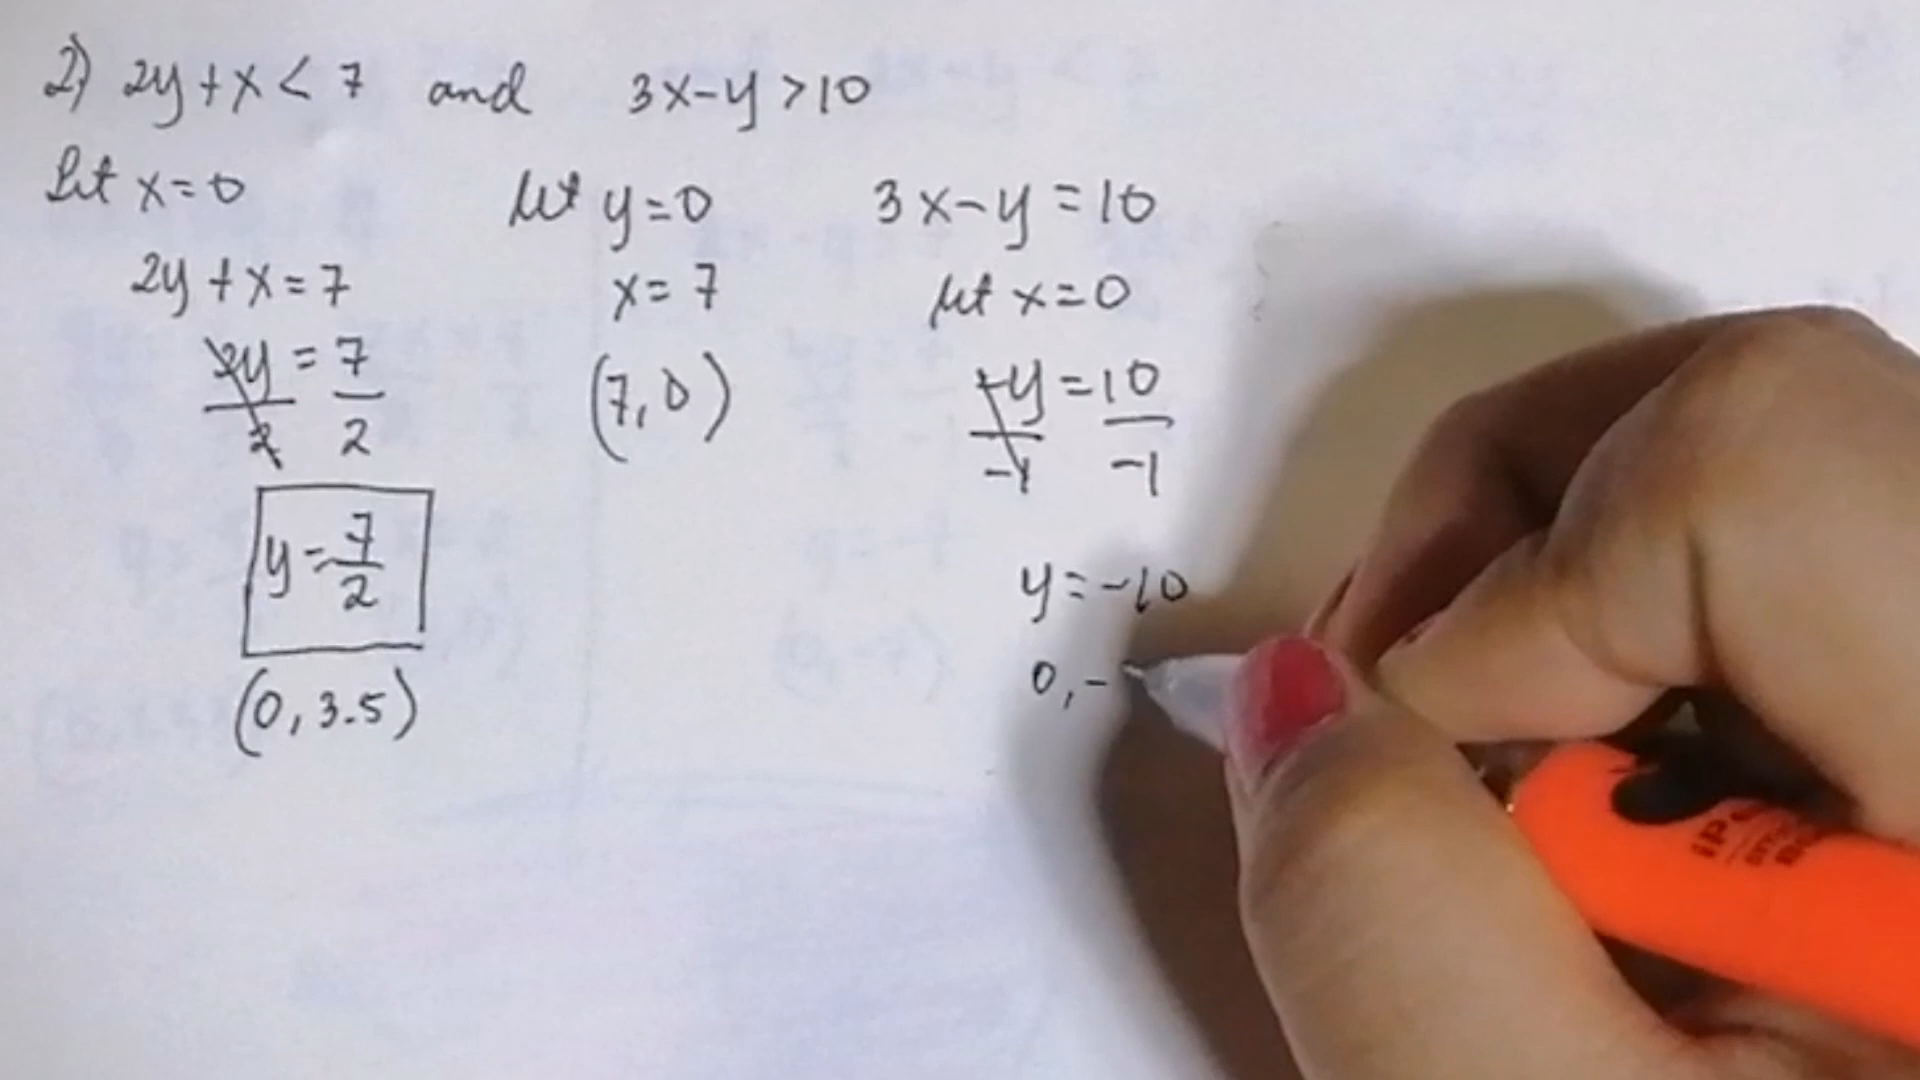 2) 2y + x < 7 and 3x - y > 10
let x = 0
2y + x = 7
2y/2 = 7/2
y = 7/2
(0, 3.5)
let y = 0
x = 7
(7, 0)
3x - y = 10
let x = 0
-y/-1 = 10/-1
y = -10
0, -